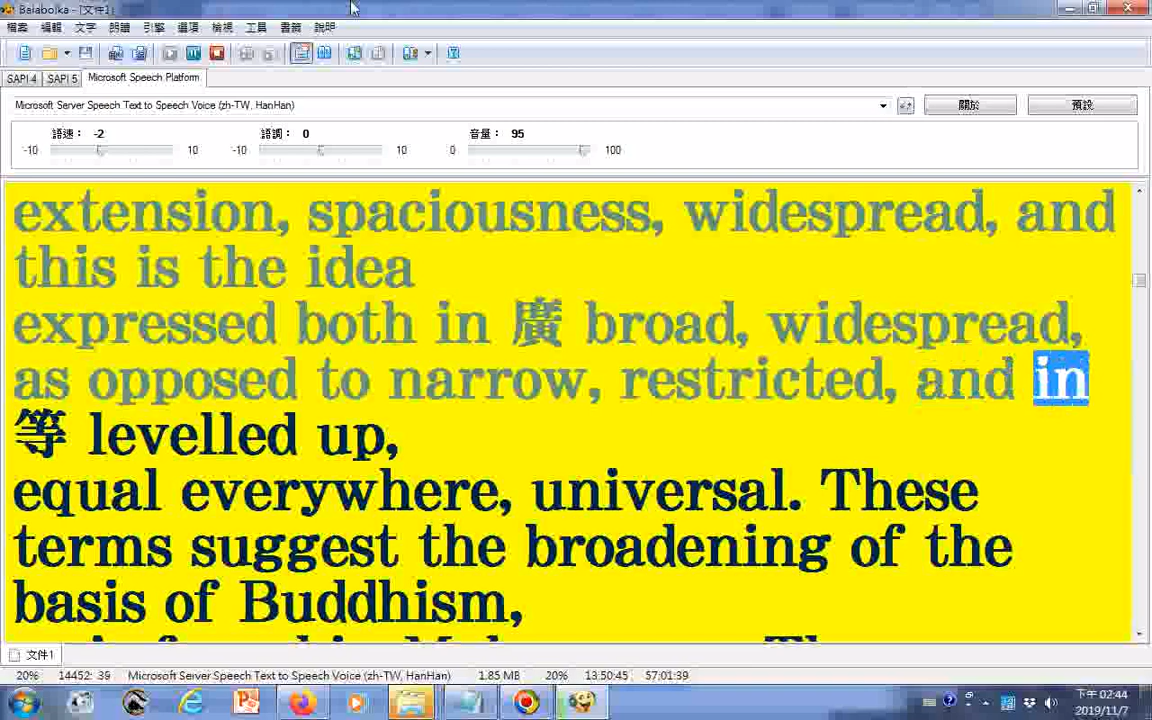 Balabolka - [文件1]
檔案 編輯 文字 朗讀 引擎 選項 檢視 工具 書籤 說明
SAPI 4 SAPI 5 Microsoft Speech Platform
Microsoft Server Speech Text to Speech Voice (zh-TW, HanHan) 關於 預設
語速： -2 語調： 0 音量： 95
-10 10 -10 10 0 100
extension, spaciousness, widespread, and
this is the idea
expressed both in 廣 broad, widespread,
as opposed to narrow, restricted, and in
等 levelled up,
equal everywhere, universal. These
terms suggest the broadening of the
basis of Buddhism,
文件1
20% 14452: 39 Microsoft Server Speech Text to Speech Voice (zh-TW, HanHan) 1.85 MB 20% 13:50:45 57:01:39
下午 02:44
2019/11/7